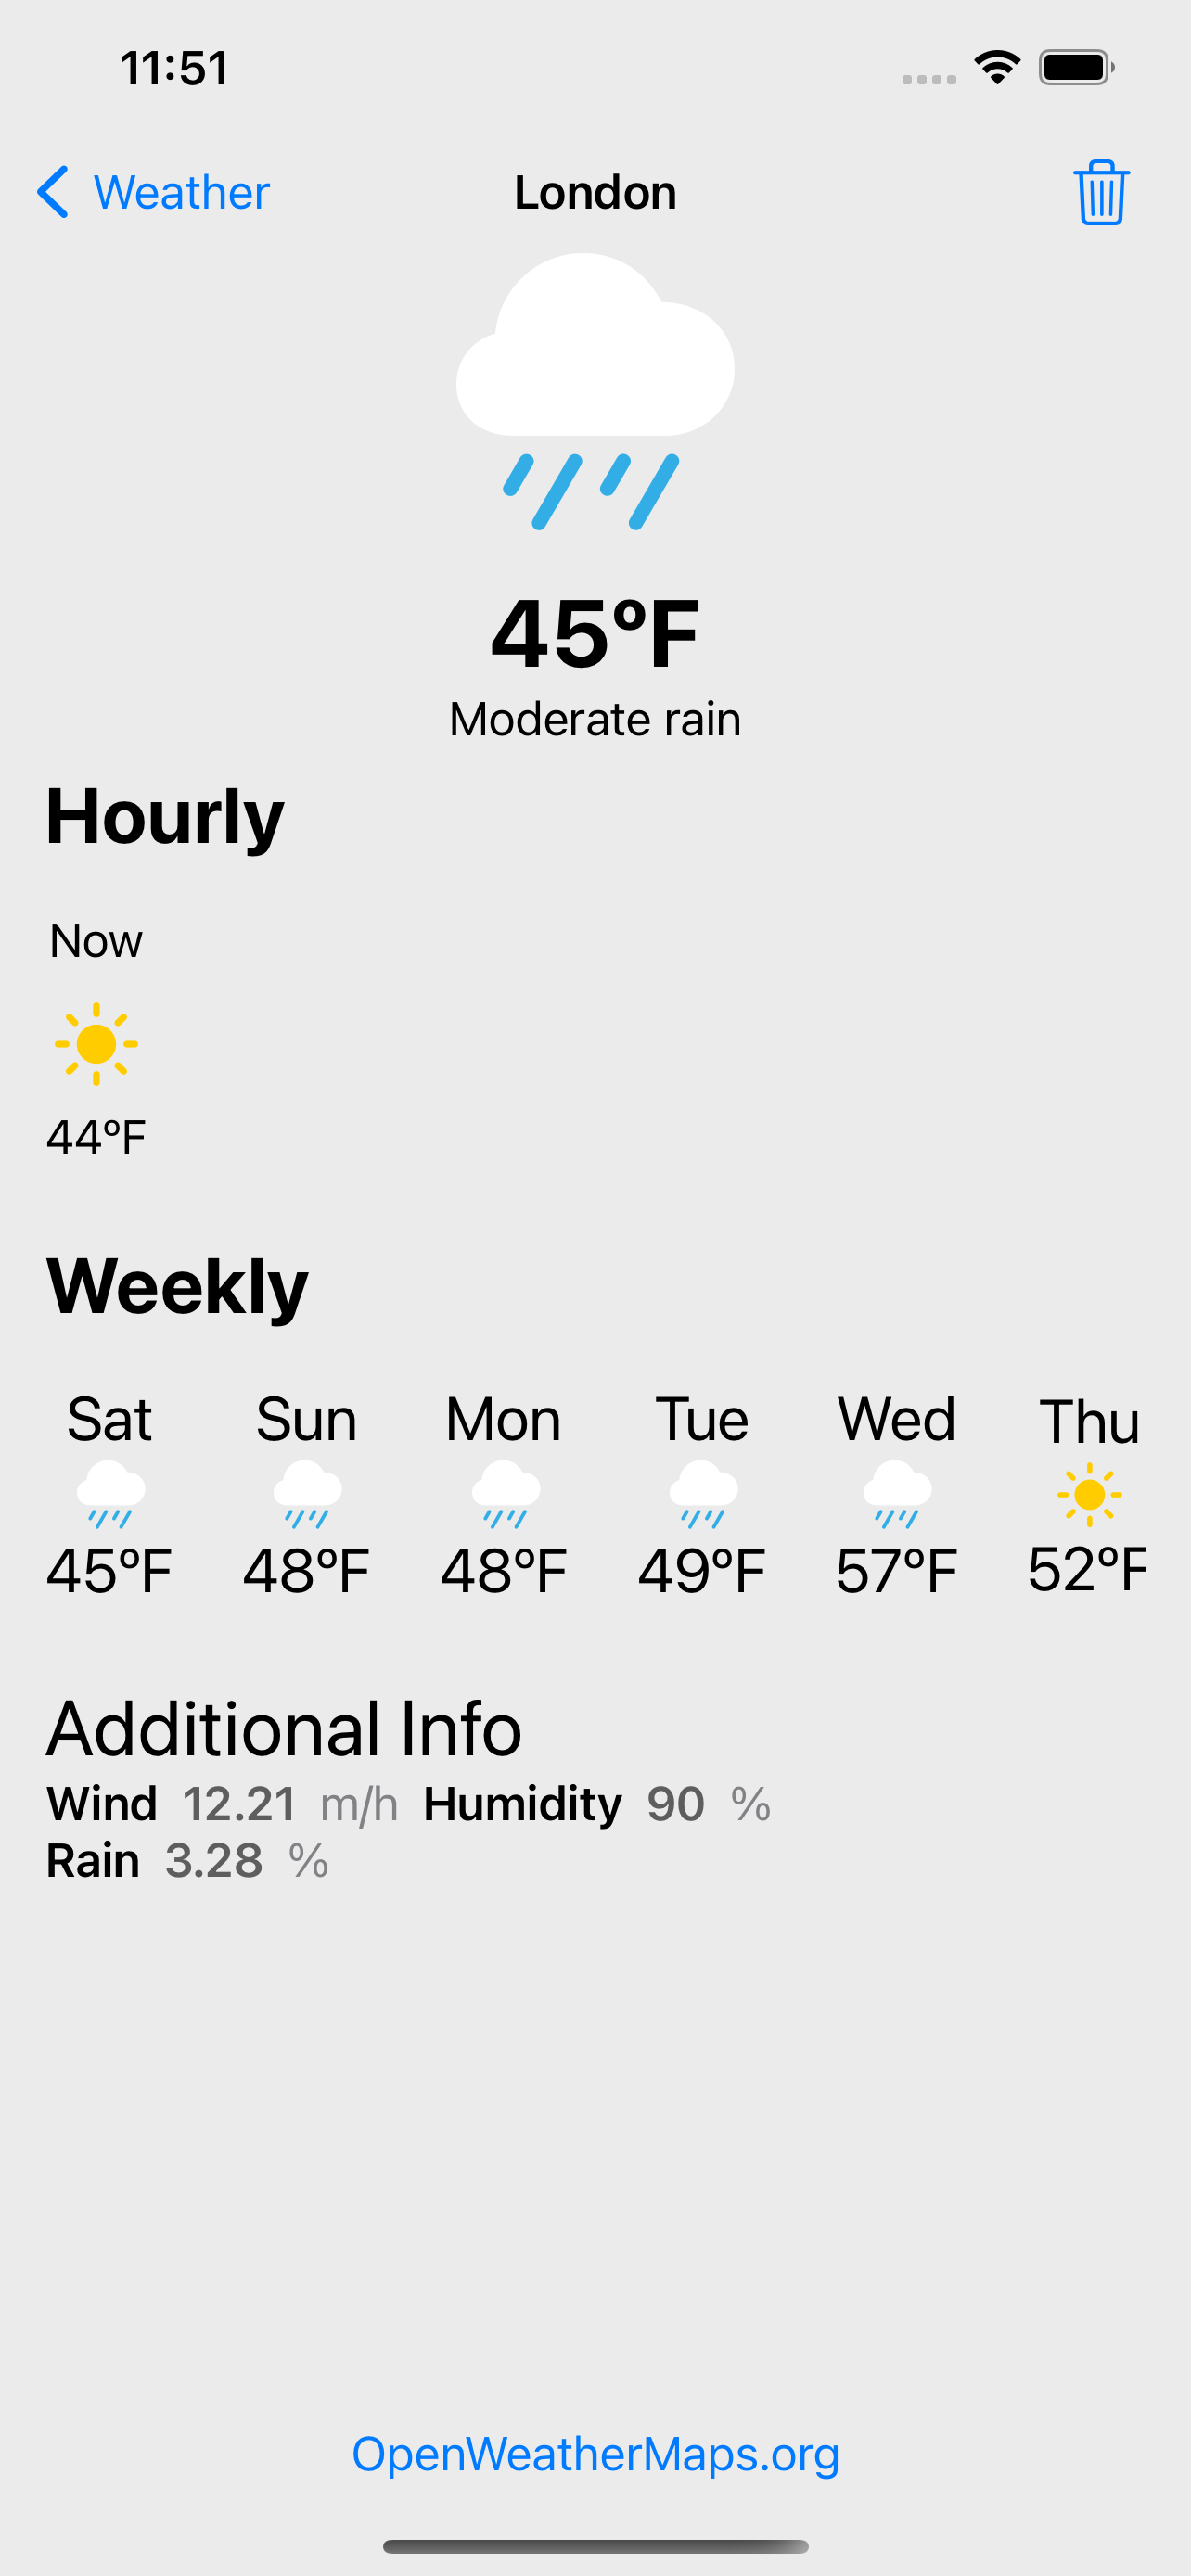 11:51
Weather London
45°F
Moderate rain
Hourly
Now
44°F
Weekly
Sat Sun Mon Tue Wed Thu
45°F 48°F 48°F 49°F 57°F 52°F
Additional Info
Wind 12.21 m/h Humidity 90 %
Rain 3.28 %
OpenWeatherMaps.org